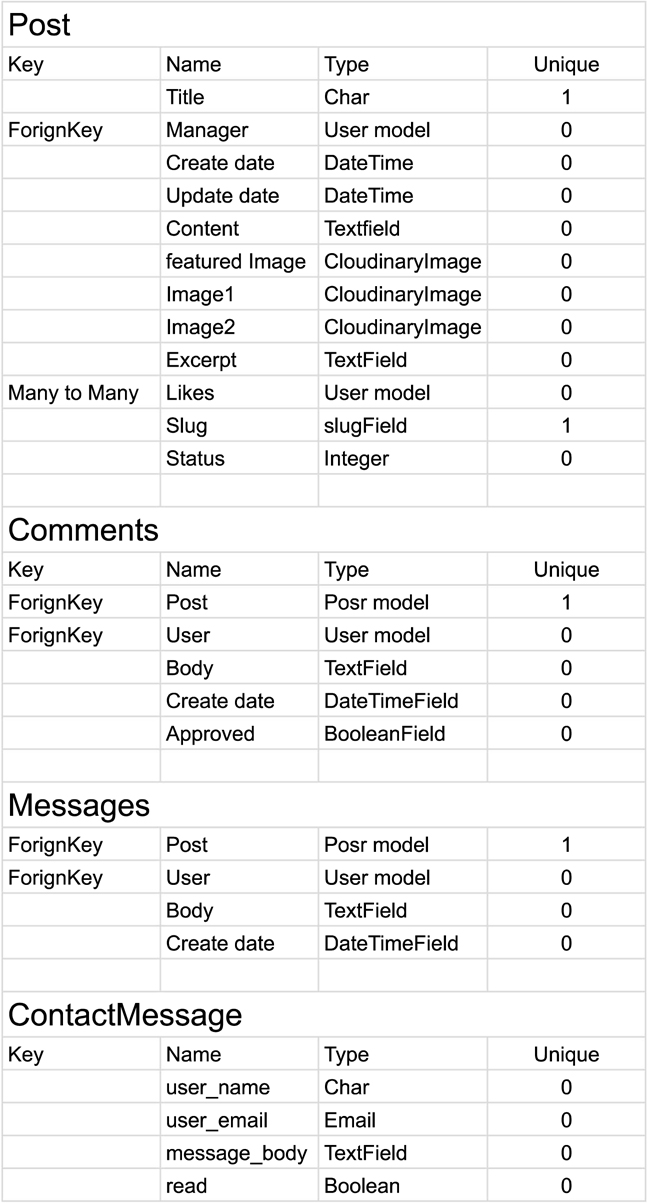 Post
Key Name Type Unique
Title Char 1
ForignKey Manager User model 0
Create date DateTime 0
Update date DateTime 0
Content Textfield 0
featured Image CloudinaryImage 0
Image1 CloudinaryImage 0
Image2 CloudinaryImage 0
Excerpt TextField 0
Many to Many Likes User model 0
Slug slugField 1
Status Integer 0
Comments
Key Name Type Unique
ForignKey Post Posr model 1
ForignKey User User model 0
Body TextField 0
Create date DateTimeField 0
Approved BooleanField 0
Messages
ForignKey Post Posr model 1
ForignKey User User model 0
Body TextField 0
Create date DateTimeField 0
ContactMessage
Key Name Type Unique
user_name Char 0
user_email Email 0
message_body TextField 0
read Boolean 0